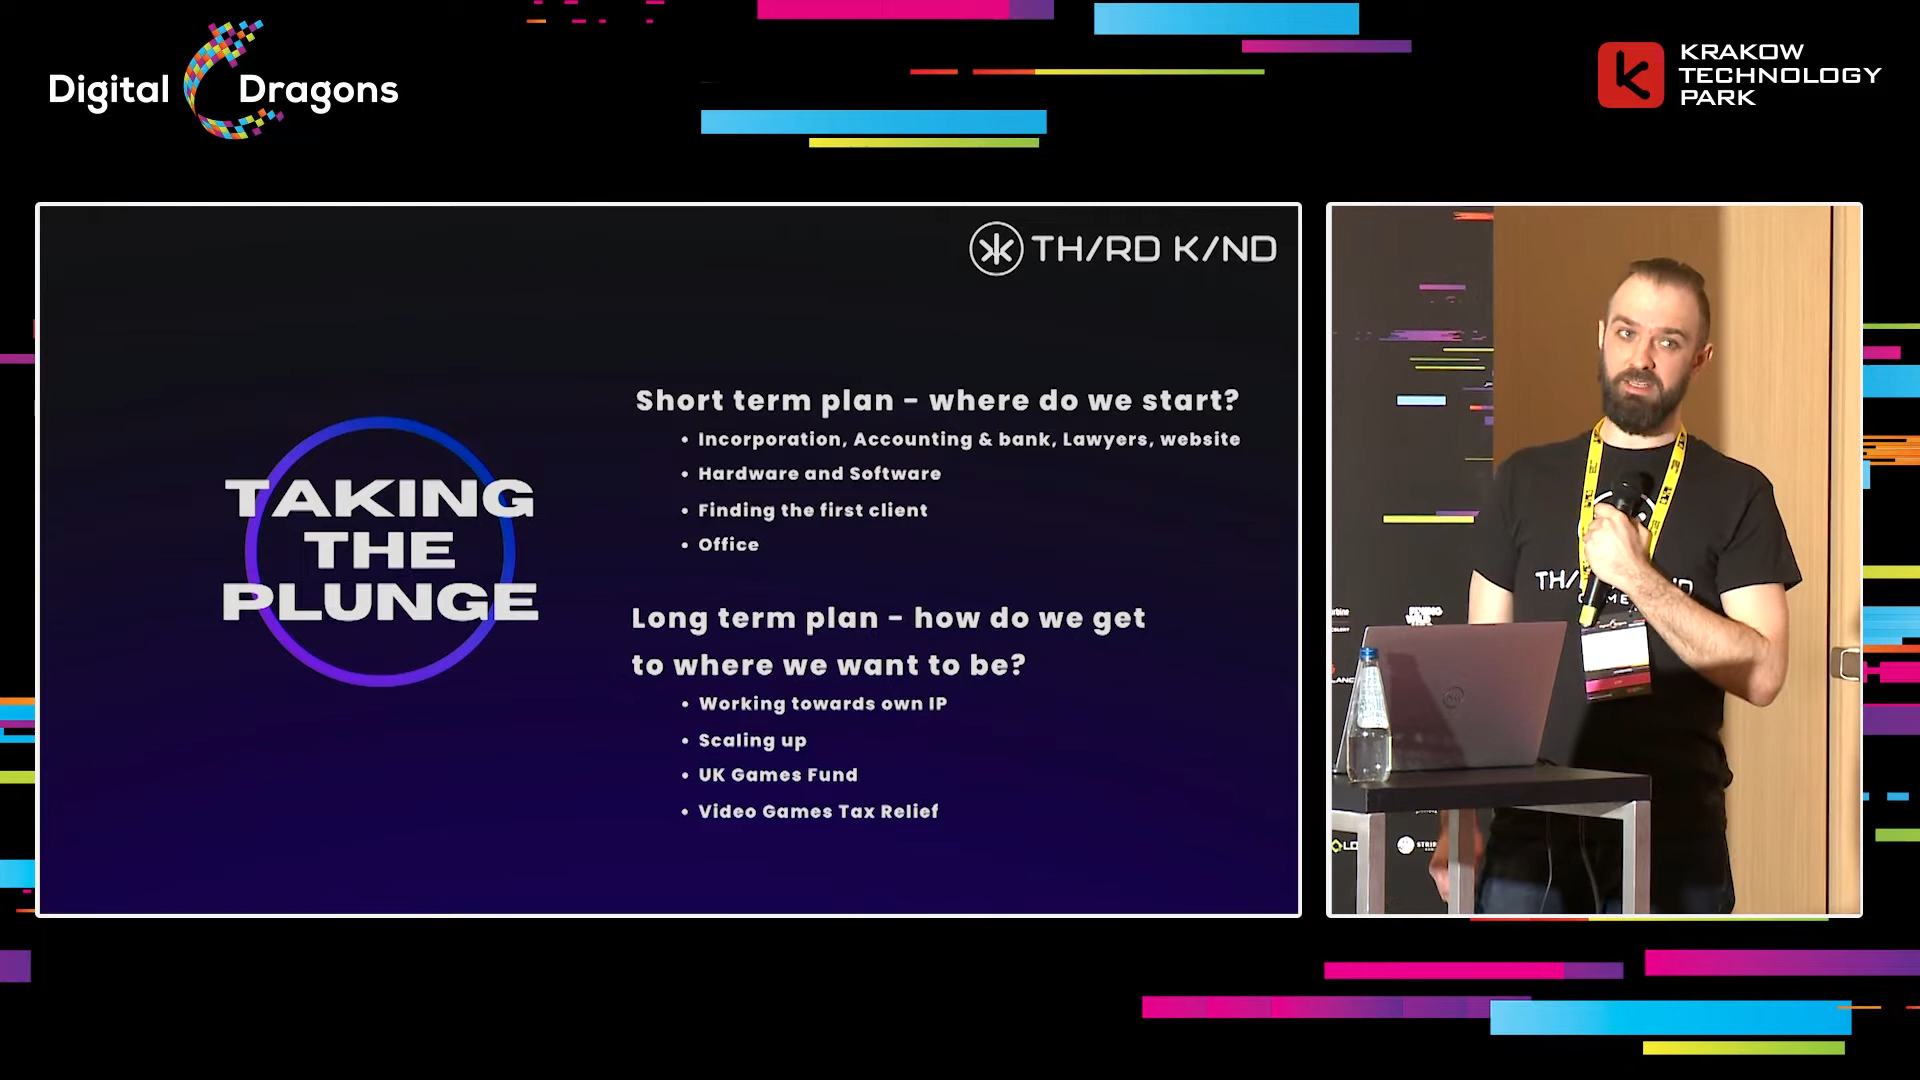 Digital Dragons
KRAKOW
TECHNOLOGY
PARK
TH/RD K/ND
TAKING
THE
PLUNGE
Short term plan - where do we start?
• Incorporation, Accounting & bank, Lawyers, website
• Hardware and Software
• Finding the first client
• Office
Long term plan - how do we get
to where we want to be?
• Working towards own IP
• Scaling up
• UK Games Fund
• Video Games Tax Relief